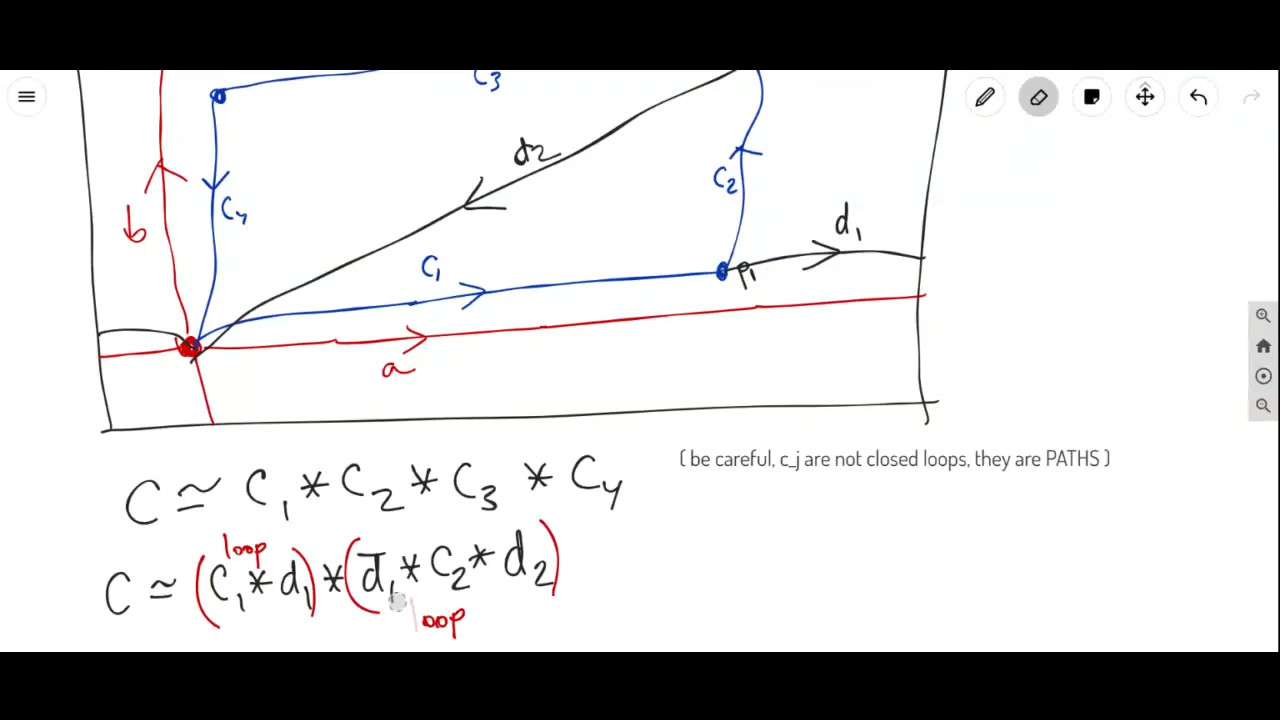 c₃
d₂
c₄
c₂
b
d₁
c₁
p₁
a
C ≃ C₁ * C₂ * C₃ * C₄
( be careful, c_j are not closed loops, they are PATHS )
loop
C ≃ (C₁ * d₁) * (d̅₁ * C₂ * d₂)
loop